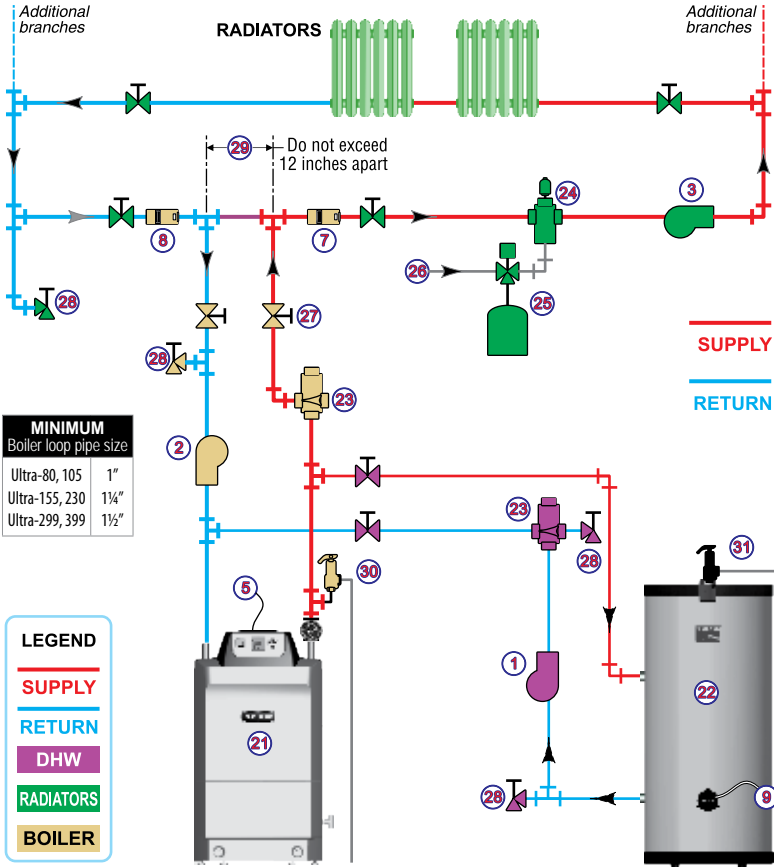 Additional
branches
RADIATORS
Additional
branches
29
Do not exceed
12 inches apart
8
7
24
3
26
25
28
27
28
SUPPLY
RETURN
23
MINIMUM
Boiler loop pipe size
Ultra-80, 105 1”
Ultra-155, 230 1¼”
Ultra-299, 399 1½”
2
23
28
30
31
5
LEGEND
SUPPLY
RETURN
DHW
RADIATORS
BOILER
1
22
21
28
9